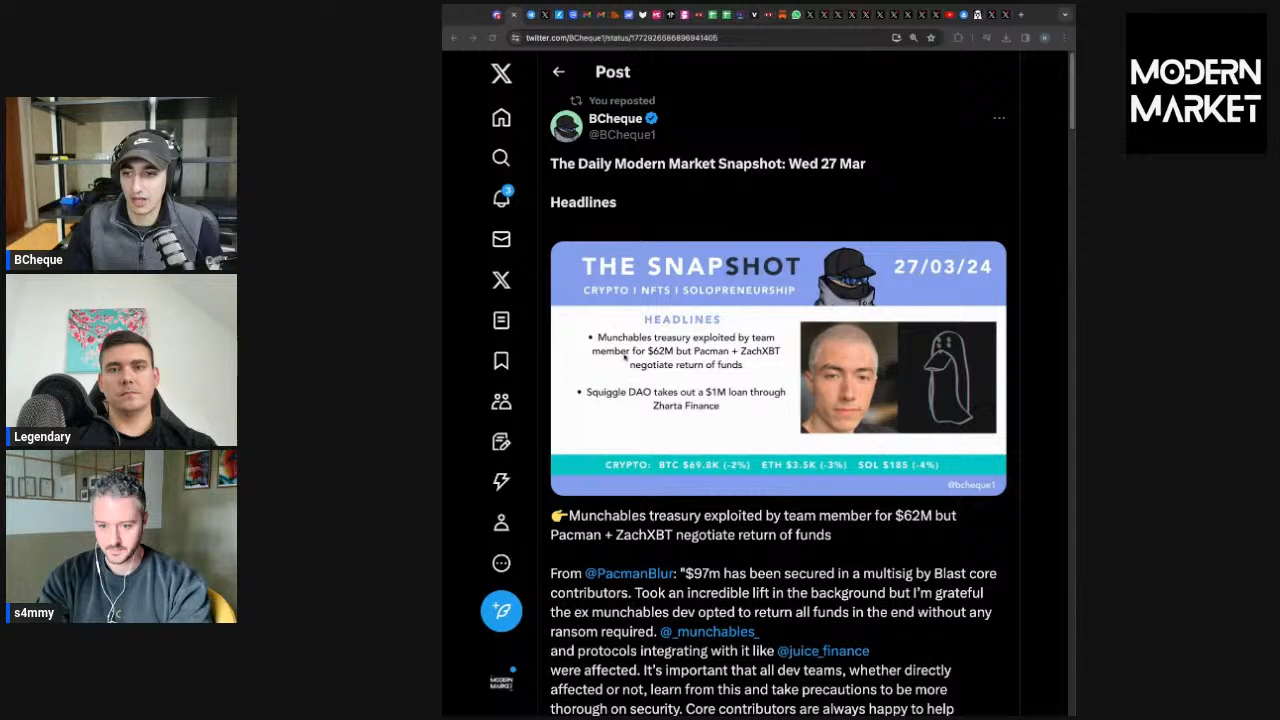 twitter.com/BCheque1/status/1772926586896941405
Post
You reposted
BCheque
@BCheque1
The Daily Modern Market Snapshot: Wed 27 Mar
Headlines
THE SNAPSHOT
27/03/24
CRYPTO I NFTS I SOLOPRENEURSHIP
HEADLINES
• Munchables treasury exploited by team
member for $62M but Pacman + ZachXBT
negotiate return of funds
• Squiggle DAO takes out a $1M loan through
Zharta Finance
CRYPTO: BTC $69.8K (-2%) ETH $3.5K (-3%) SOL $185 (-4%)
@bcheque1
👉Munchables treasury exploited by team member for $62M but
Pacman + ZachXBT negotiate return of funds
From @PacmanBlur: "$97m has been secured in a multisig by Blast core
contributors. Took an incredible lift in the background but I'm grateful
the ex munchables dev opted to return all funds in the end without any
ransom required. @_munchables_
and protocols integrating with it like @juice_finance
were affected. It's important that all dev teams, whether directly
affected or not, learn from this and take precautions to be more
thorough on security. Core contributors are always happy to help
3
MODERN
MARKET
BCheque
Legendary
s4mmy
MODERN
MARKET